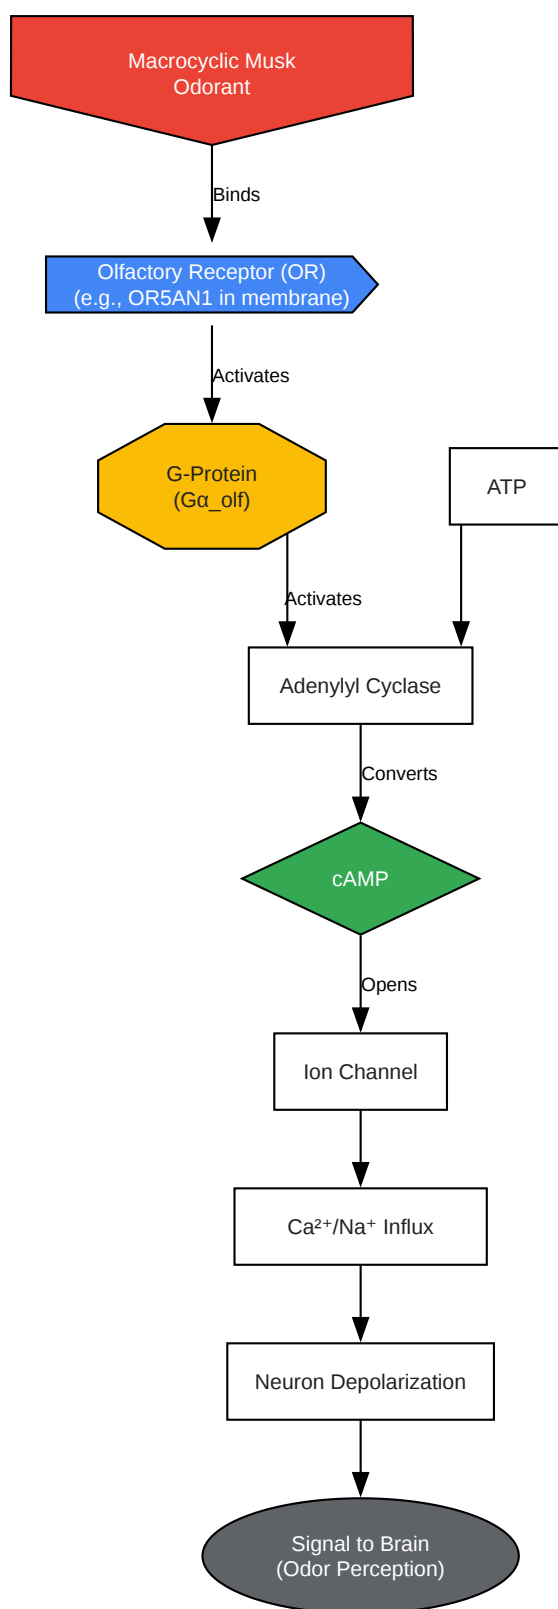 Macrocyclic Musk
Odorant
Binds
Olfactory Receptor (OR)
(e.g., OR5AN1 in membrane)
Activates
G-Protein
(Gα_olf)
ATP
Activates
Adenylyl Cyclase
Converts
cAMP
Opens
Ion Channel
Ca²⁺/Na⁺ Influx
Neuron Depolarization
Signal to Brain
(Odor Perception)